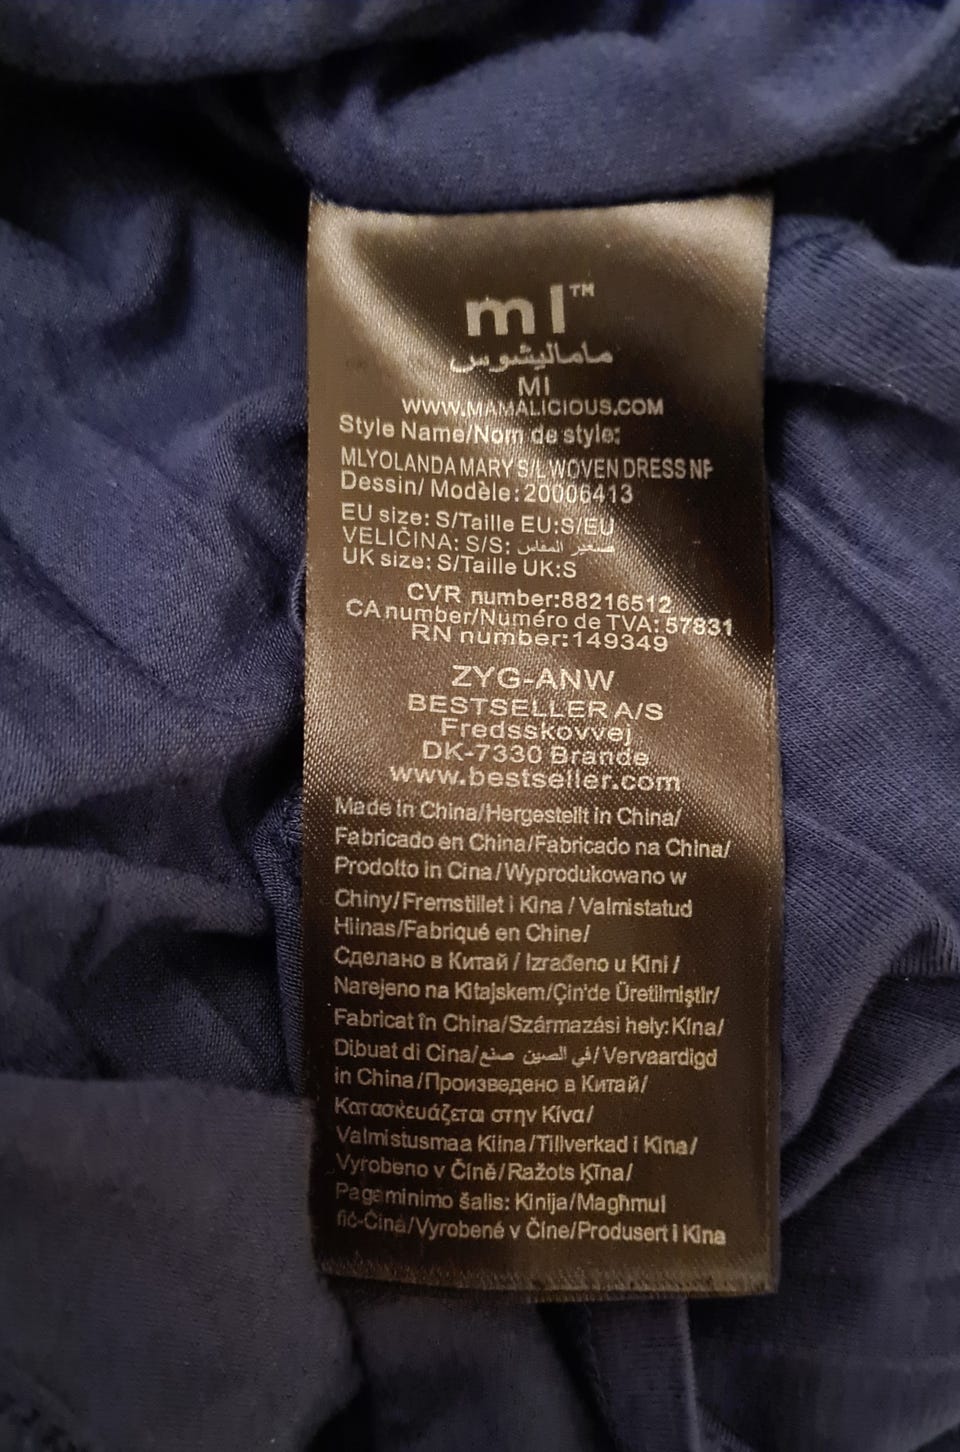 ml™
ماماليشوس
MI
WWW.MAMALICIOUS.COM
Style Name/Nom de style:
MLYOLANDA MARY S/L WOVEN DRESS NF
Dessin/ Modèle: 20006413
EU size: S/Taille EU:S/EU
VELIČINA: S/S: صغير المقاس
UK size: S/Taille UK:S
CVR number:88216512
CA number/Numéro de TVA: 57831
RN number:149349
ZYG-ANW
BESTSELLER A/S
Fredsskovvej
DK-7330 Brande
www.bestseller.com
Made in China/Hergestellt in China/
Fabricado en China/Fabricado na China/
Prodotto in Cina/Wyprodukowano w
Chiny/Fremstillet i Kina / Valmistatud
Hiinas/Fabriqué en Chine/
Сделано в Китай / Izrađeno u Kini /
Narejeno na Kitajskem/Çin'de Üretilmiştir/
Fabricat în China/Származási hely:Kína/
Dibuat di Cina/في الصين صنع/Vervaardigd
in China/Произведено в Китай/
Κατασκευάζεται στην Κίνα/
Valmistusmaa Kiina/Tillverkad i Kina/
Vyrobeno v Číně/Ražots Ķīna/
Pagaminimo šalis: Kinija/Magħmul
fiċ-Ċina/Vyrobené v Číne/Produsert i Kina